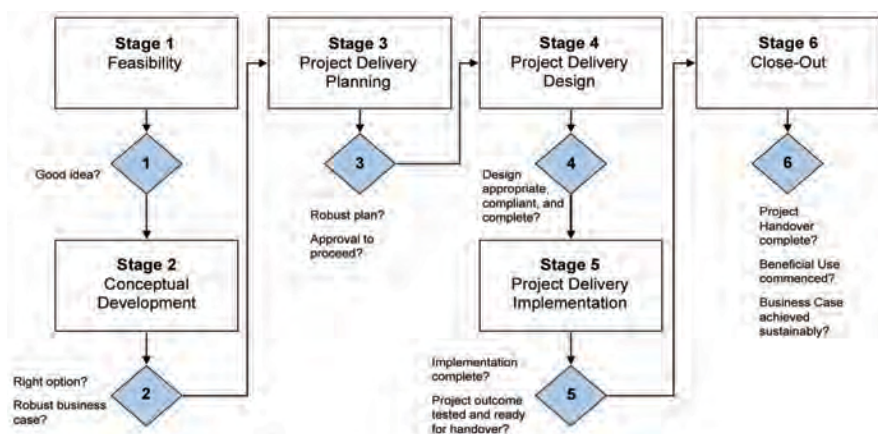 Stage 1
Feasibility
1
Good idea?
Stage 2
Conceptual
Development
Right option?
Robust business
case?
2
Stage 3
Project Delivery
Planning
3
Robust plan?
Approval to
proceed?
Stage 4
Project Delivery
Design
4
Design
appropriate,
compliant, and
complete?
Stage 5
Project Delivery
Implementation
Implementation
complete?
Project outcome
tested and ready
for handover?
5
Stage 6
Close-Out
6
Project
Handover
complete?
Beneficial Use
commenced?
Business Case
achieved
sustainably?